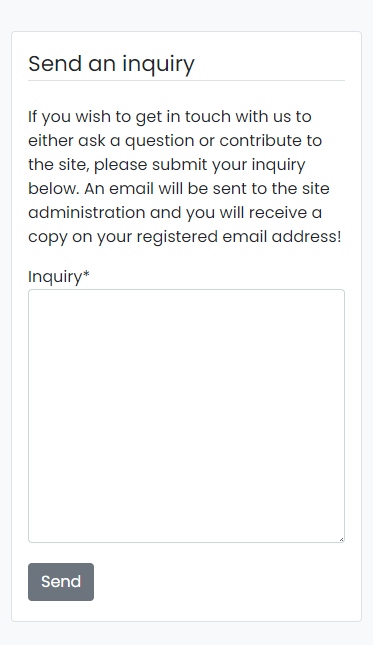 Send an inquiry
If you wish to get in touch with us to
either ask a question or contribute to
the site, please submit your inquiry
below. An email will be sent to the site
administration and you will receive a
copy on your registered email address!
Inquiry*
Send